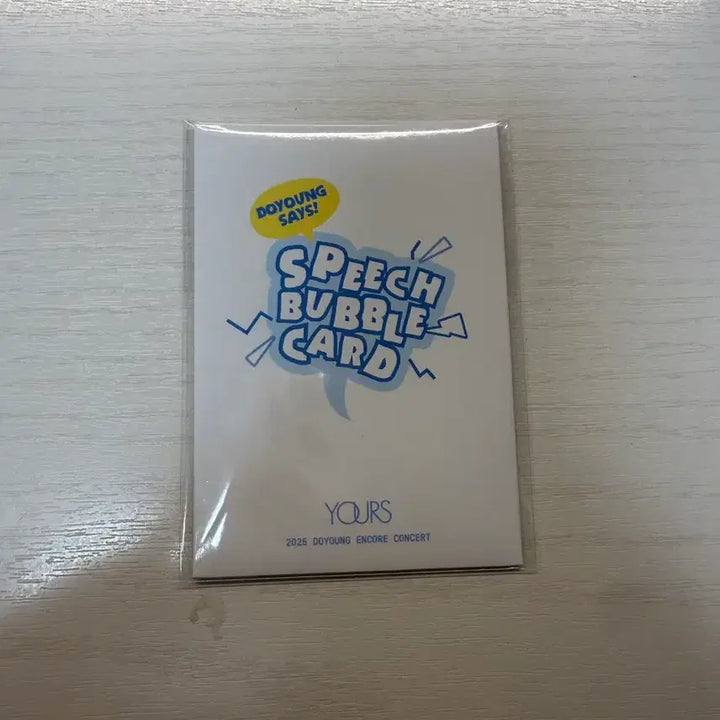 DOYOUNG
SAYS!
SPEECH
BUBBLE
CARD
YOURS
2025 DOYOUNG ENCORE CONCERT